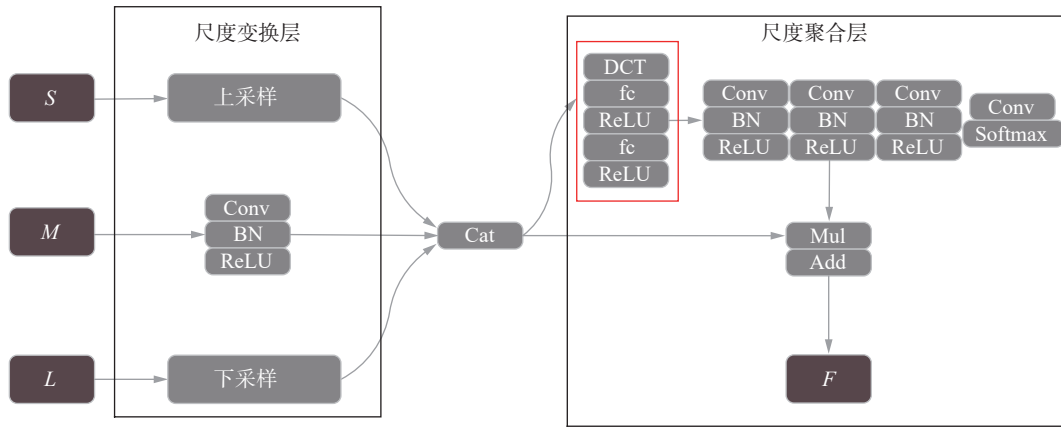 尺度变换层
S
上采样
M
Conv
BN
ReLU
L
下采样
Cat
尺度聚合层
DCT
fc
ReLU
fc
ReLU
Conv
BN
ReLU
Conv
BN
ReLU
Conv
BN
ReLU
Conv
Softmax
Mul
Add
F